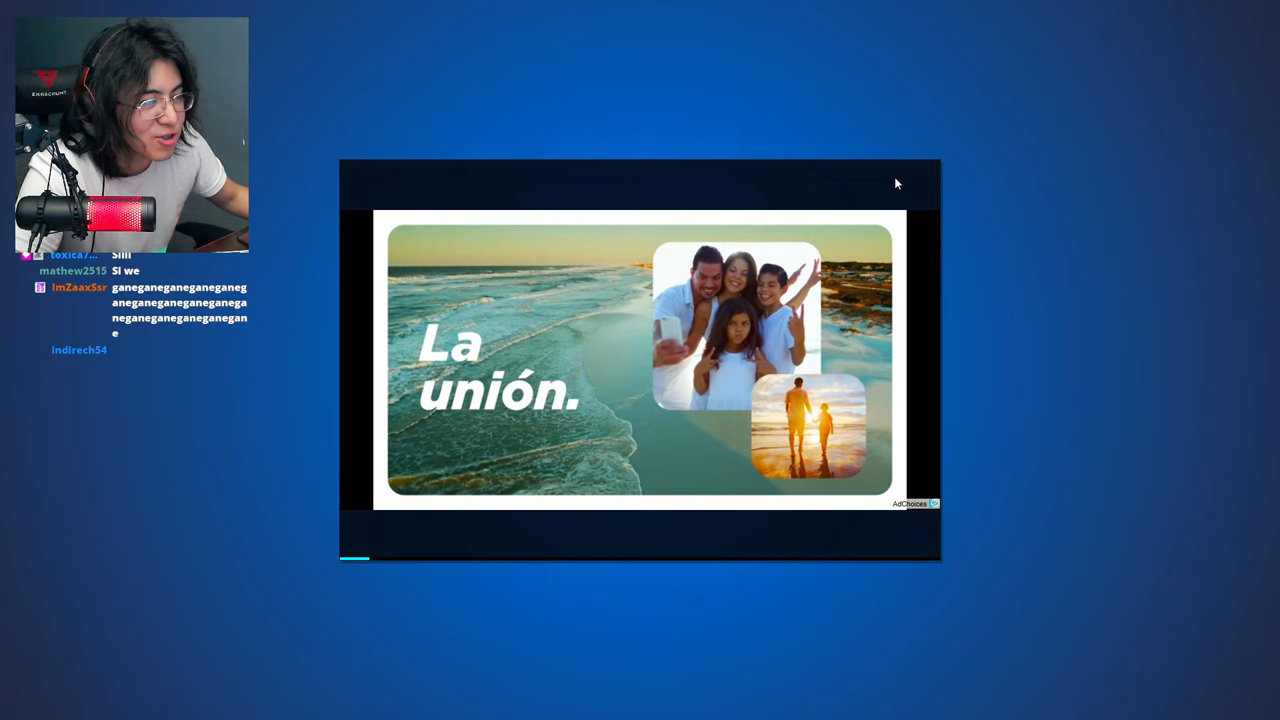 toxica7... Siiii
mathew2515 SI we
ImZaaxSsr ganeganeganeganeganeg
aneganeganeganeganega
neganeganeganeganegan
e
Indirech54
La
unión.
AdChoices